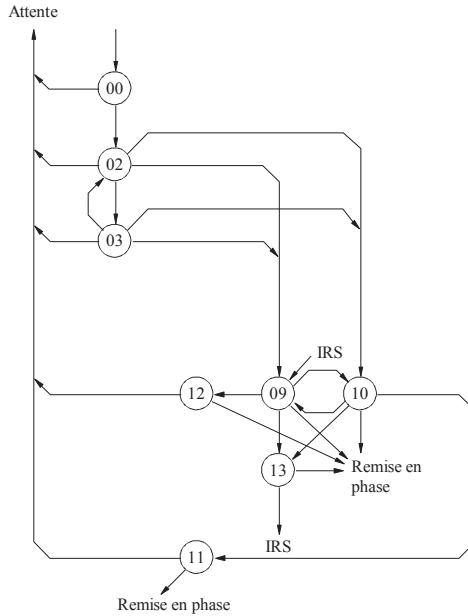 Attente
00
02
03
IRS
12
09
10
13
Remise en
phase
IRS
11
Remise en phase